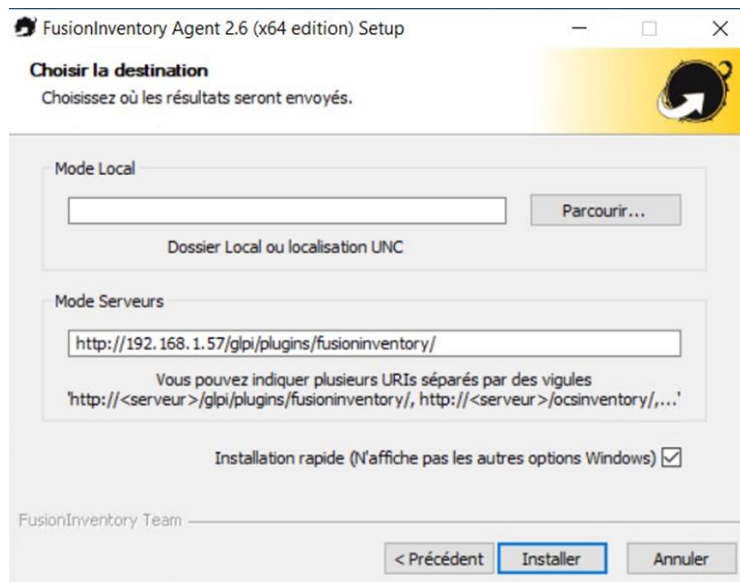 FusionInventory Agent 2.6 (x64 edition) Setup
Choisir la destination
Choisissez où les résultats seront envoyés.
Mode Local
Parcourir...
Dossier Local ou localisation UNC
Mode Serveurs
http://192.168.1.57/glpi/plugins/fusioninventory/
Vous pouvez indiquer plusieurs URIs séparés par des vigules
'http://<serveur>/glpi/plugins/fusioninventory/, http://<serveur>/ocsinventory/,...'
Installation rapide (N'affiche pas les autres options Windows)
FusionInventory Team
< Précédent Installer Annuler